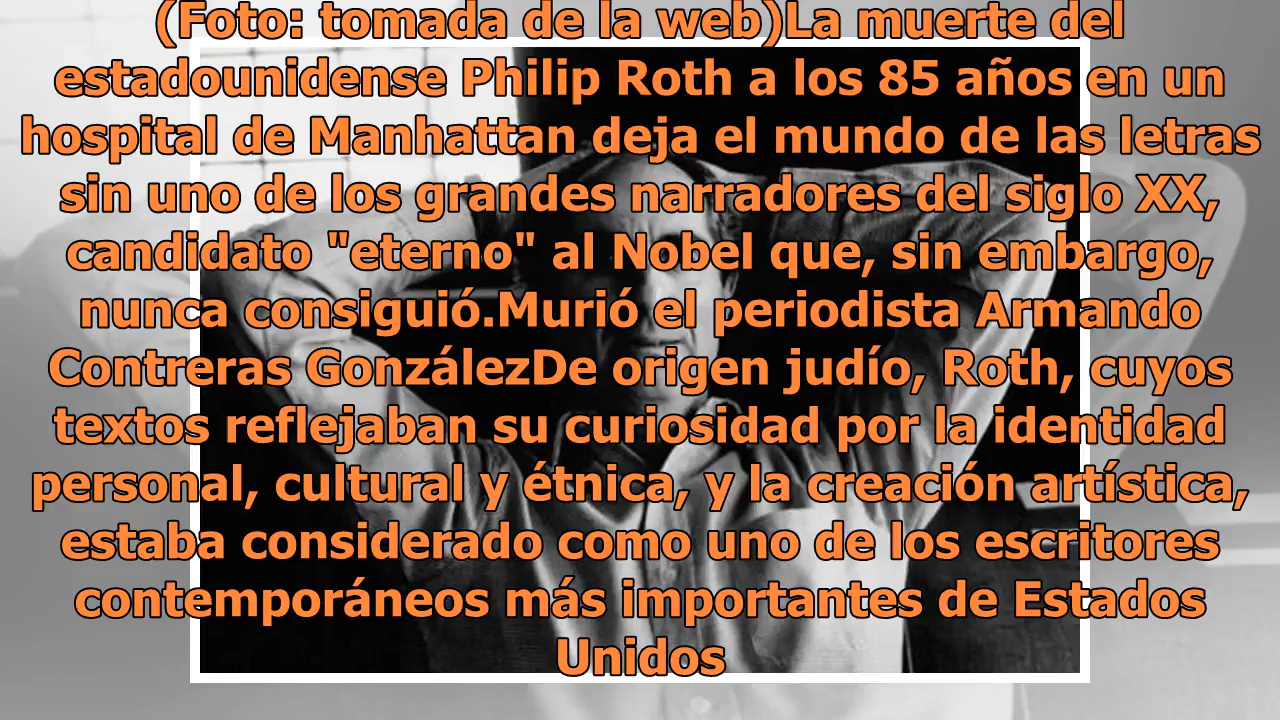 (Foto: tomada de la web)La muerte del
estadounidense Philip Roth a los 85 años en un
hospital de Manhattan deja el mundo de las letras
sin uno de los grandes narradores del siglo XX,
candidato "eterno" al Nobel que, sin embargo,
nunca consiguió.Murió el periodista Armando
Contreras GonzálezDe origen judío, Roth, cuyos
textos reflejaban su curiosidad por la identidad
personal, cultural y étnica, y la creación artística,
estaba considerado como uno de los escritores
contemporáneos más importantes de Estados
Unidos